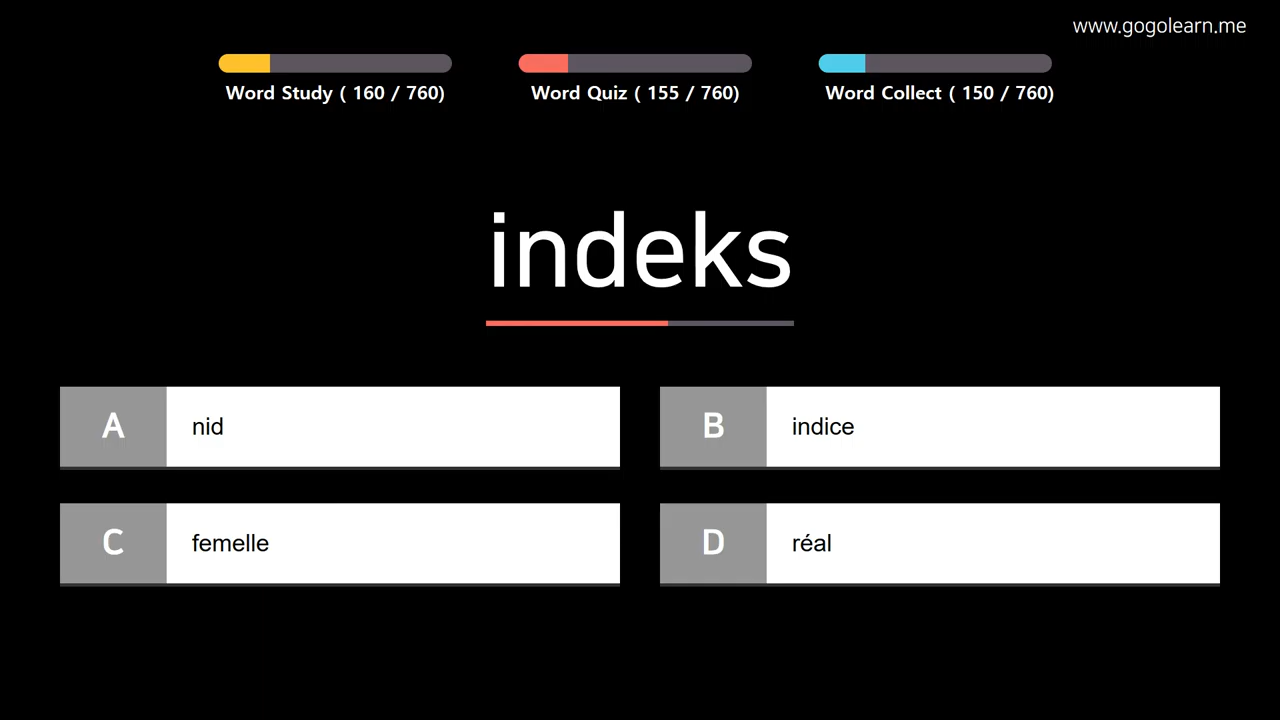 www.gogolearn.me
Word Study ( 160 / 760)
Word Quiz ( 155 / 760)
Word Collect ( 150 / 760)
indeks
A nid
B indice
C femelle
D réal